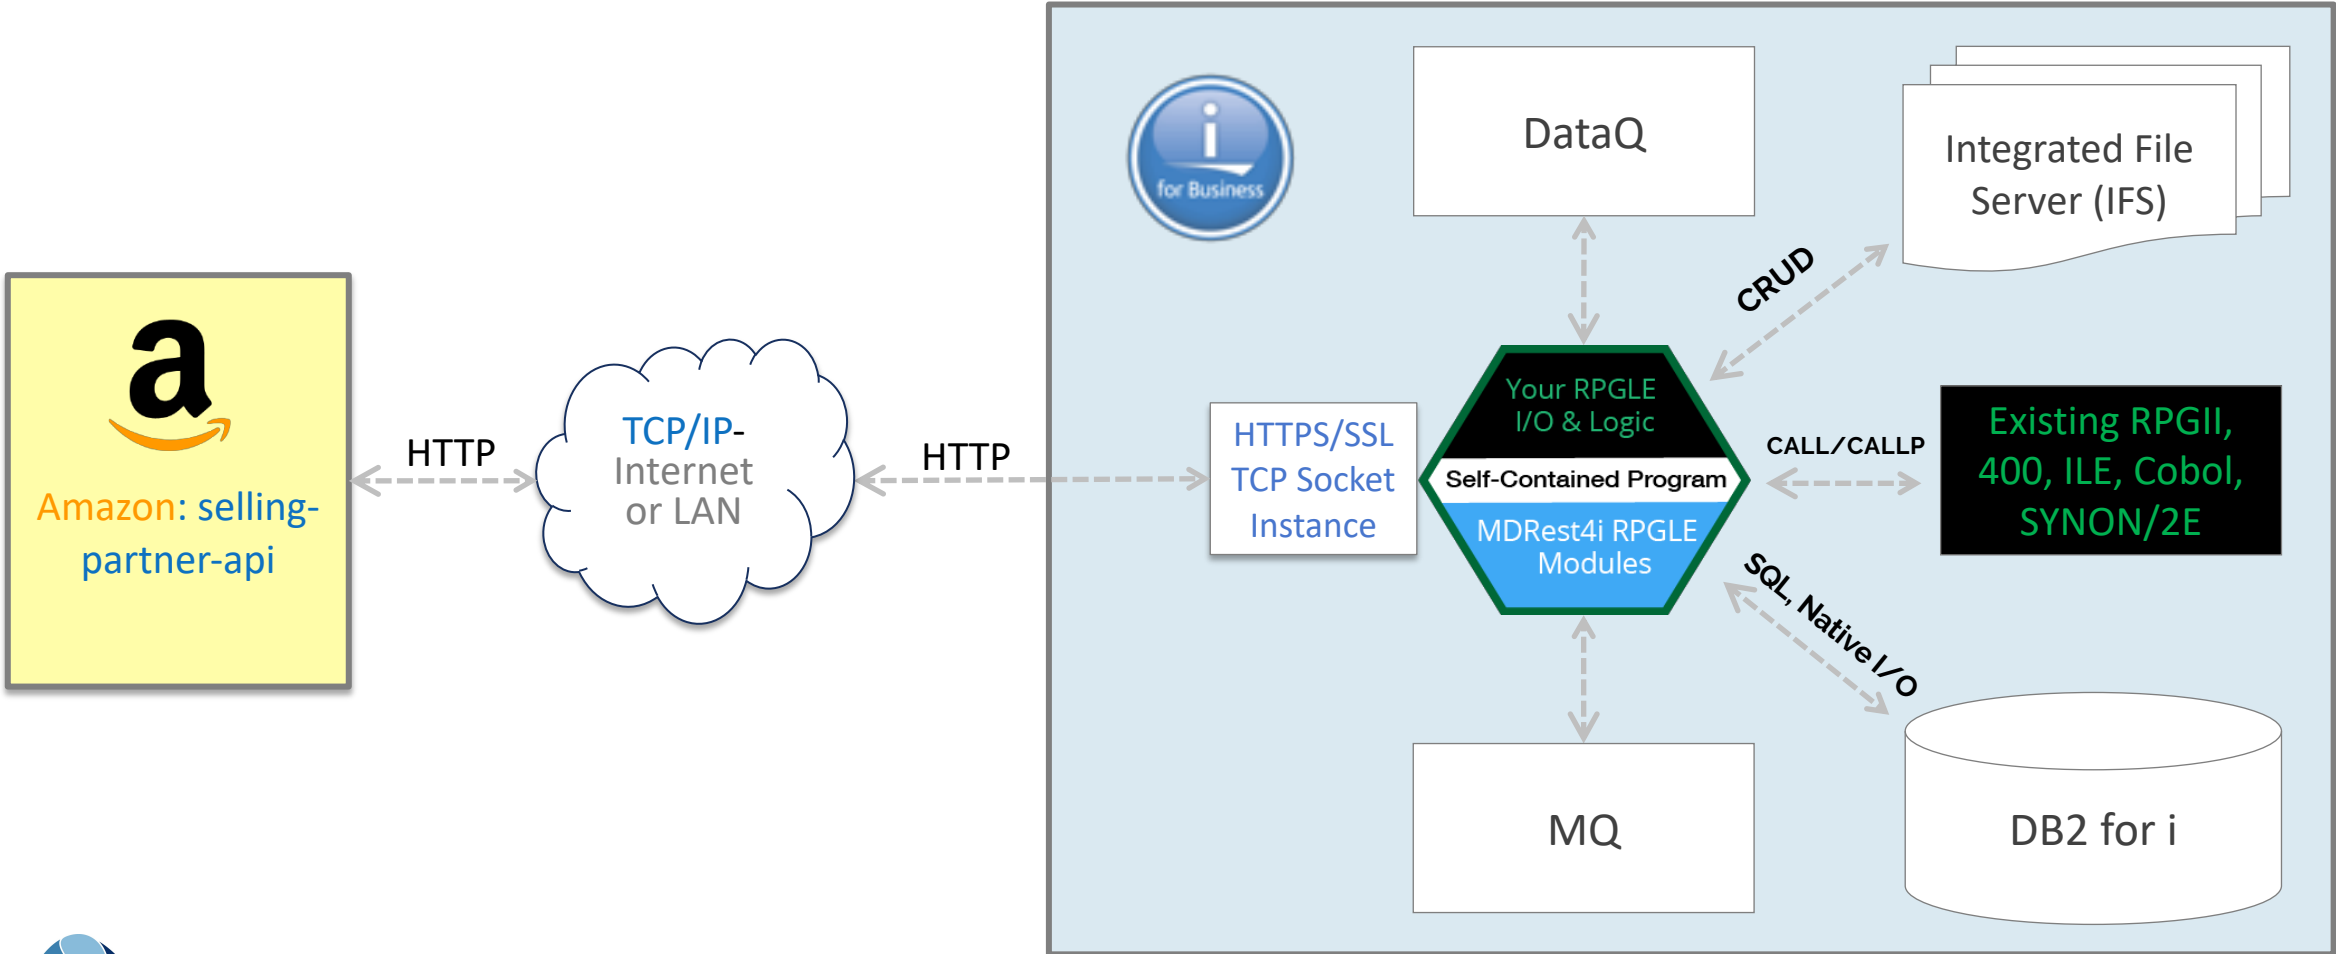 a
Amazon: selling-
partner-api
HTTP
TCP/IP-
Internet
or LAN
HTTP
i
for Business
DataQ
Integrated File
Server (IFS)
CRUD
HTTPS/SSL
TCP Socket
Instance
Your RPGLE
I/O & Logic
Self-Contained Program
MDRest4i RPGLE
Modules
CALL/CALLP
Existing RPGII,
400, ILE, Cobol,
SYNON/2E
SQL, Native I/O
MQ
DB2 for i